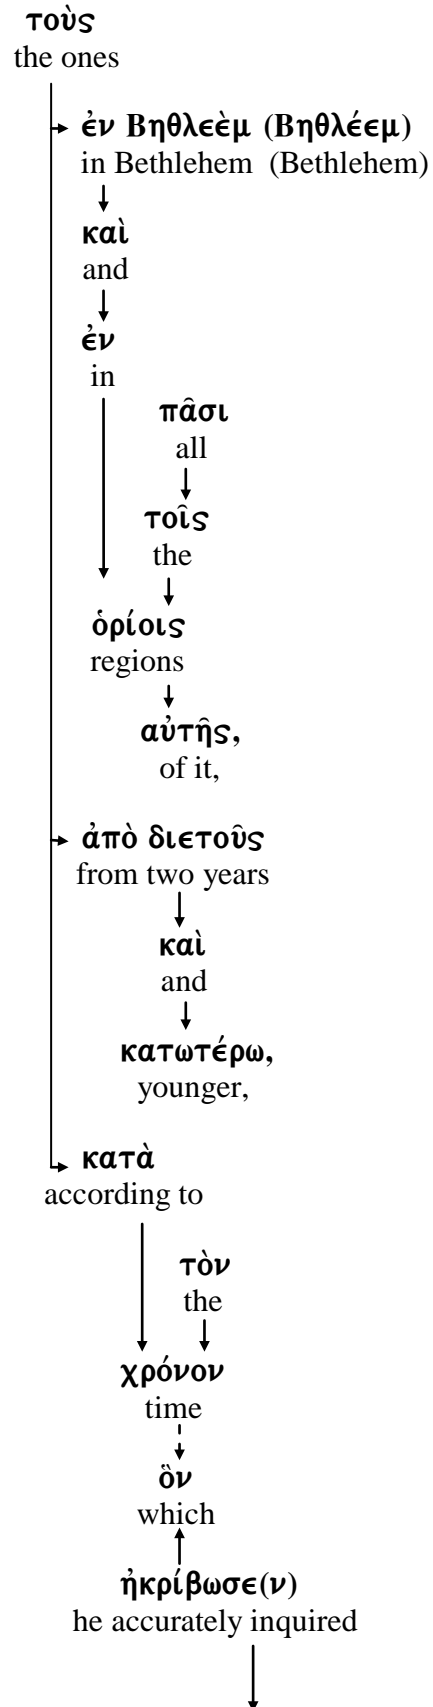 τοὺς
the ones
ἐν Βηθλεὲμ (Βηθλέεμ)
in Bethlehem (Bethlehem)
καὶ
and
ἐν
in
πᾶσι
all
τοῖς
the
ὁρίοις
regions
αὐτῆς,
of it,
ἀπὸ διετοῦς
from two years
καὶ
and
κατωτέρω,
younger,
κατὰ
according to
τὸν
the
χρόνον
time
ὃν
which
ἠκρίβωσε(ν)
he accurately inquired